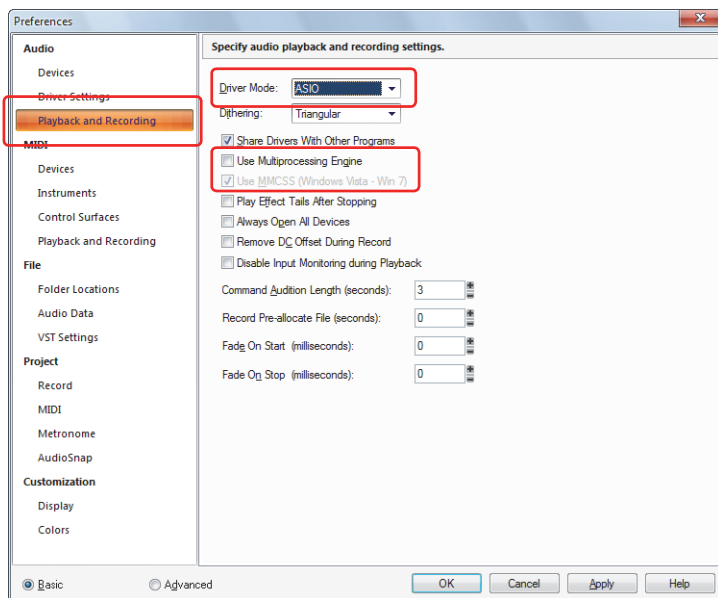 Preferences
Audio
Devices
Driver Settings
Playback and Recording
MIDI
Devices
Instruments
Control Surfaces
Playback and Recording
File
Folder Locations
Audio Data
VST Settings
Project
Record
MIDI
Metronome
AudioSnap
Customization
Display
Colors
Specify audio playback and recording settings.
Driver Mode: ASIO
Dithering: Triangular
Share Drivers With Other Programs
Use Multiprocessing Engine
Use MMCSS (Windows Vista - Win 7)
Play Effect Tails After Stopping
Always Open All Devices
Remove DC Offset During Record
Disable Input Monitoring during Playback
Command Audition Length (seconds): 3
Record Pre-allocate File (seconds): 0
Fade On Start (milliseconds): 0
Fade On Stop (milliseconds): 0
Basic Advanced OK Cancel Apply Help